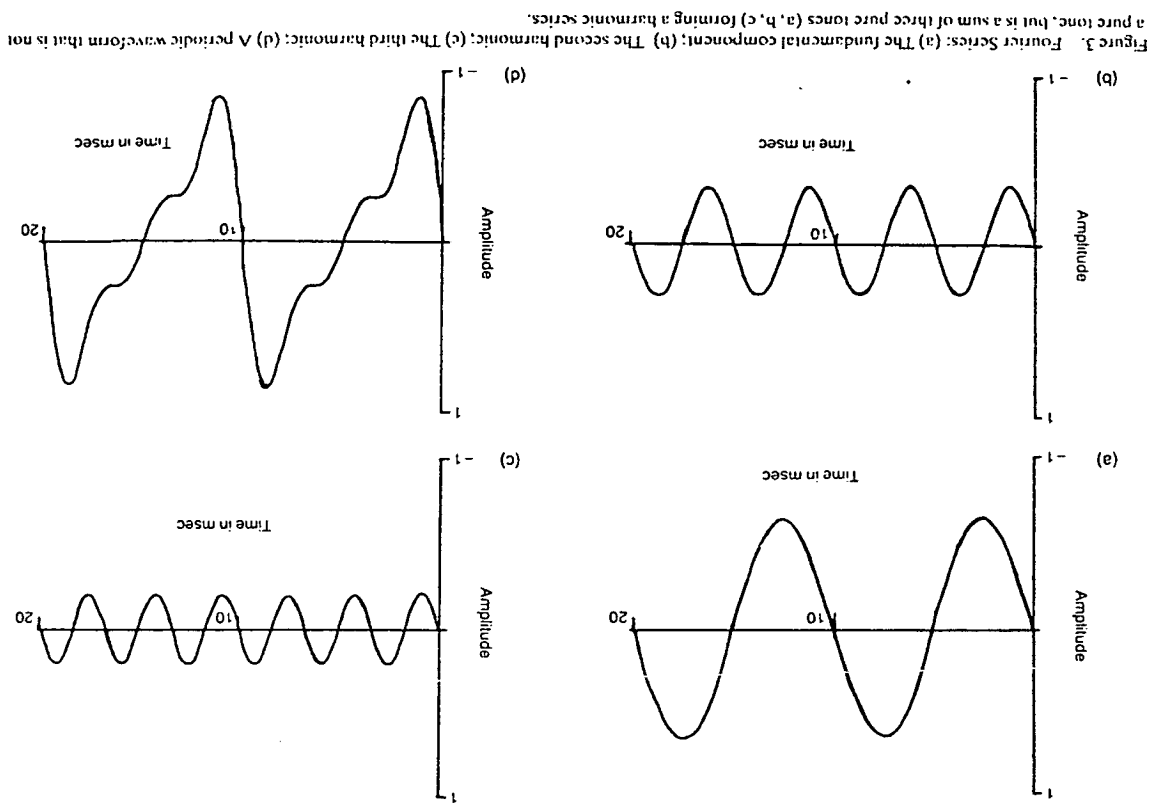 1
1
Amplitude
10
20
Amplitude
10
20
Time in msec
Time in msec
(a)
-1
(c)
-1
1
1
Amplitude
10
20
Amplitude
10
20
Time in msec
Time in msec
(b)
-1
(d)
-1
Figure 3. Fourier Series: (a) The fundamental component; (b) The second harmonic; (c) The third harmonic; (d) A periodic waveform that is not
a pure tone, but is a sum of three pure tones (a, b, c) forming a harmonic series.